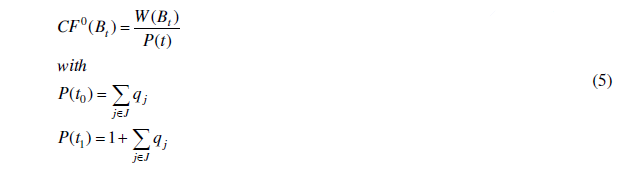 CF⁰(Bₜ) = W(Bₜ) / P(t)
with
P(t₀) = ∑_{j∈J} qⱼ
(5)
P(t₁) = 1 + ∑_{j∈J} qⱼ